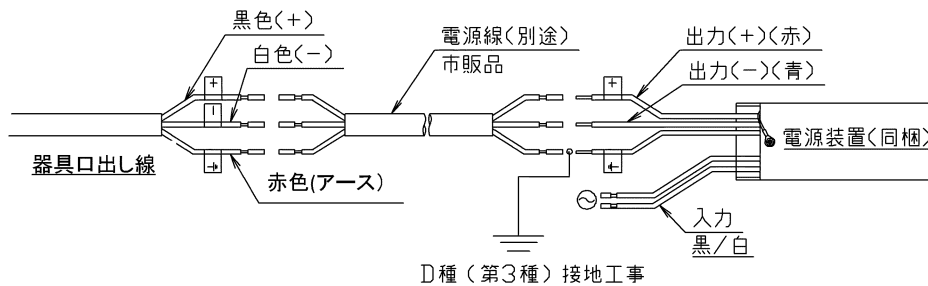 黒色(+)
白色(-)
電源線(別途)
市販品
出力(+)(赤)
出力(-)(青)
+
-
+
器具口出し線
赤色(アース)
電源装置(同梱)
入力
黒/白
D種(第3種)接地工事